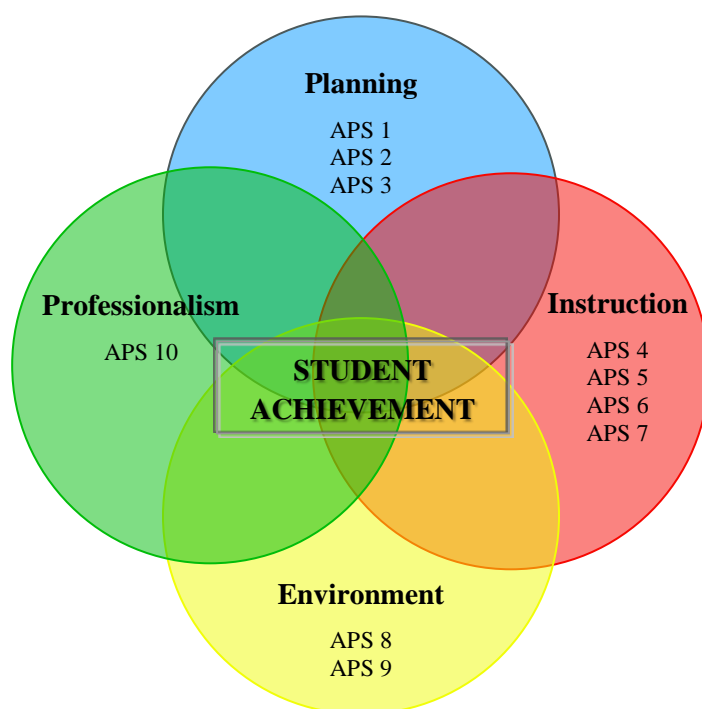 Planning
APS 1
APS 2
APS 3
Professionalism
APS 10
Instruction
APS 4
APS 5
APS 6
APS 7
STUDENT
ACHIEVEMENT
Environment
APS 8
APS 9